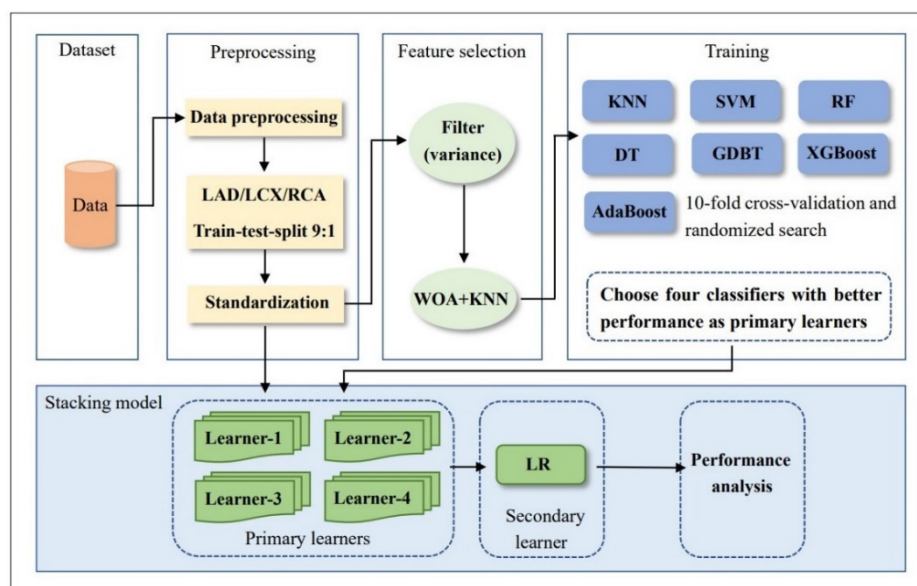 Dataset
Data
Preprocessing
Data preprocessing
LAD/LCX/RCA
Train-test-split 9:1
Standardization
Feature selection
Filter
(variance)
WOA+KNN
Training
KNN
SVM
RF
DT
GDBT
XGBoost
AdaBoost
10-fold cross-validation and
randomized search
Choose four classifiers with better
performance as primary learners
Stacking model
Learner-1
Learner-2
Learner-3
Learner-4
Primary learners
LR
Secondary
learner
Performance
analysis